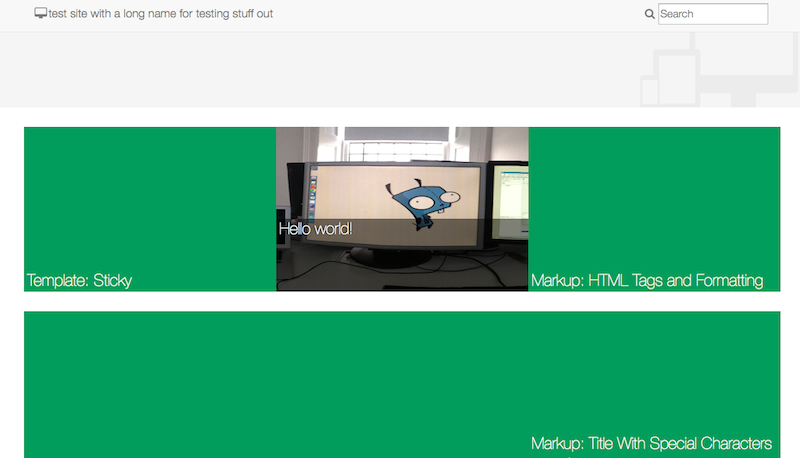 test site with a long name for testing stuff out
Search
Hello world!
Template: Sticky
Markup: HTML Tags and Formatting
Markup: Title With Special Characters